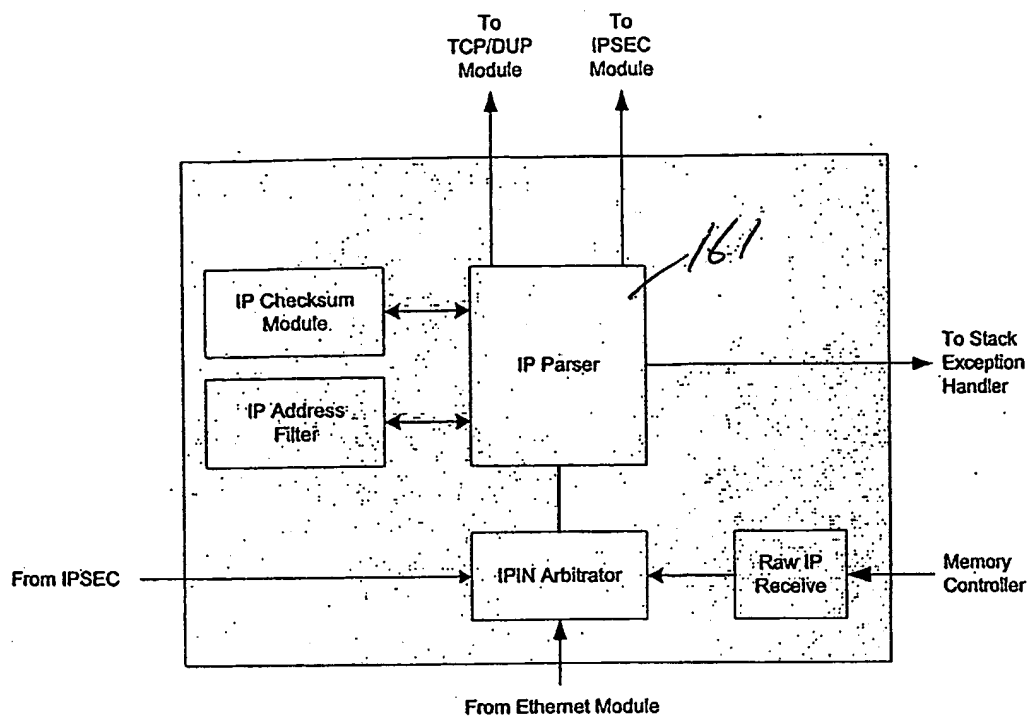 To
TCP/DUP
Module
To
IPSEC
Module
161
IP Checksum
Module
IP Parser
To Stack
Exception
Handler
IP Address
Filter
From IPSEC
IPIN Arbitrator
Raw IP
Receive
Memory
Controller
From Ethernet Module